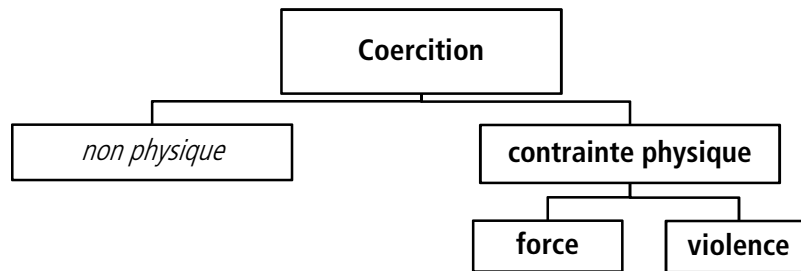 Coercition
non physique
contrainte physique
force
violence